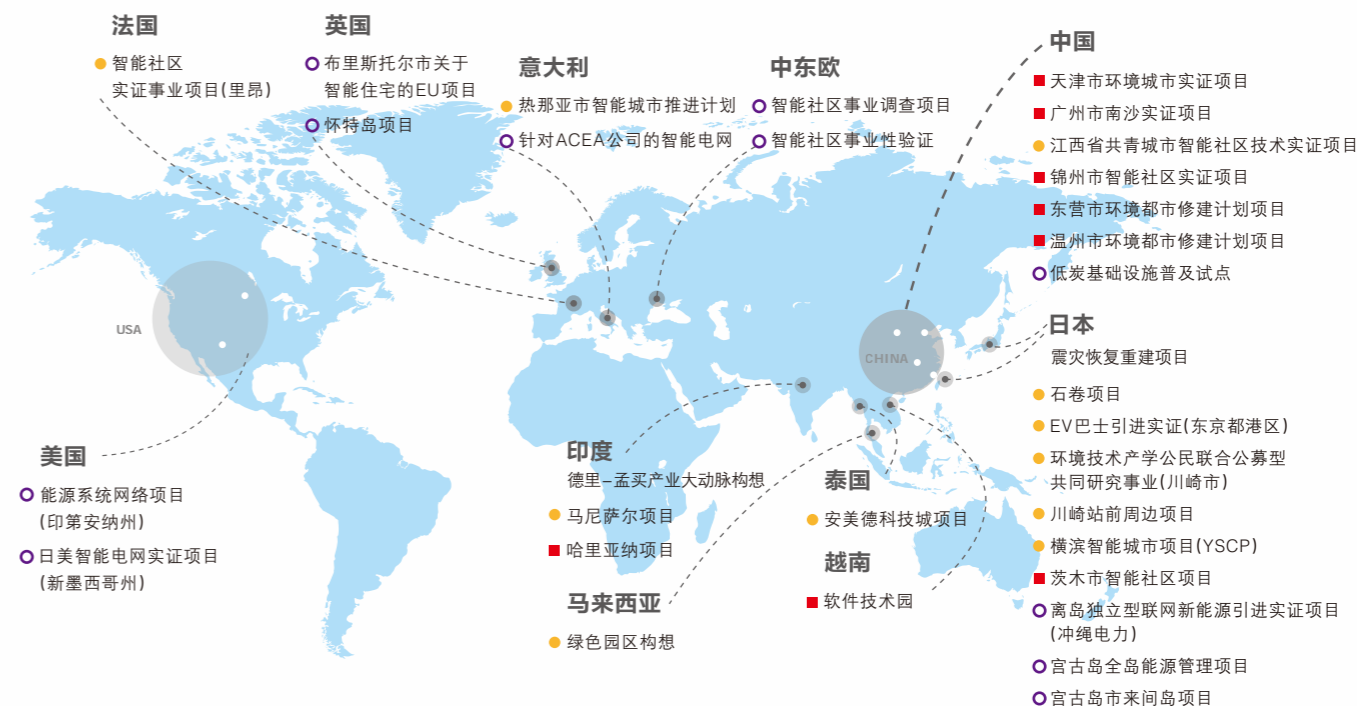 法国
智能社区
实证事业项目(里昂)
英国
布里斯托尔市关于
智能住宅的EU项目
怀特岛项目
意大利
热那亚市智能城市推进计划
针对ACEA公司的智能电网
中东欧
智能社区事业调查项目
智能社区事业性验证
中国
天津市环境城市实证项目
广州市南沙实证项目
江西省共青城市智能社区技术实证项目
锦州市智能社区实证项目
东营市环境都市修建计划项目
温州市环境都市修建计划项目
低炭基础设施普及试点
日本
震灾恢复重建项目
石卷项目
EV巴士引进实证(东京都港区)
环境技术产学公民联合公募型
共同研究事业(川崎市)
川崎站前周边项目
横滨智能城市项目(YSCP)
茨木市智能社区项目
离岛独立型联网新能源引进实证项目
(冲绳电力)
宫古岛全岛能源管理项目
宫古岛市来间岛项目
USA
CHINA
美国
能源系统网络项目
(印第安纳州)
日美智能电网实证项目
(新墨西哥州)
印度
德里–孟买产业大动脉构想
马尼萨尔项目
哈里亚纳项目
马来西亚
绿色园区构想
泰国
安美德科技城项目
越南
软件技术园